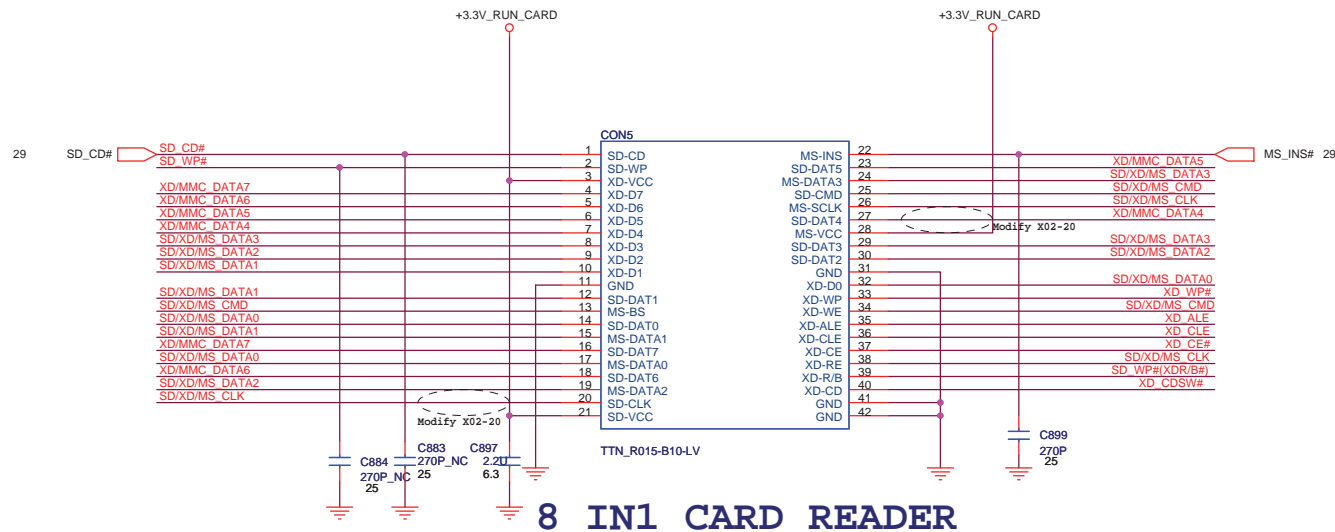 +3.3V_RUN_CARD
+3.3V_RUN_CARD
CON5
29 SD_CD#
SD_CD#
SD_WP#
XD/MMC_DATA7
XD/MMC_DATA6
XD/MMC_DATA5
XD/MMC_DATA4
SD/XD/MS_DATA3
SD/XD/MS_DATA2
SD/XD/MS_DATA1
SD/XD/MS_DATA1
SD/XD/MS_CMD
SD/XD/MS_DATA0
SD/XD/MS_DATA1
XD/MMC_DATA7
SD/XD/MS_DATA0
XD/MMC_DATA6
SD/XD/MS_DATA2
SD/XD/MS_CLK
Modify X02-20
1 SD-CD
2 SD-WP
3 XD-VCC
4 XD-D7
5 XD-D6
6 XD-D5
7 XD-D4
8 XD-D3
9 XD-D2
10 XD-D1
11 GND
12 SD-DAT1
13 MS-BS
14 SD-DAT0
15 MS-DATA1
16 SD-DAT7
17 MS-DATA0
18 SD-DAT6
19 MS-DATA2
20 SD-CLK
21 SD-VCC
MS-INS 22
SD-DAT5 23
MS-DATA3 24
SD-CMD 25
MS-SCLK 26
SD-DAT4 27
MS-VCC 28
SD-DAT3 29
SD-DAT2 30
GND 31
XD-D0 32
XD-WP 33
XD-WE 34
XD-ALE 35
XD-CLE 36
XD-CE 37
XD-RE 38
XD-R/B 39
XD-CD 40
GND 41
GND 42
MS_INS# 29
XD/MMC_DATA5
SD/XD/MS_DATA3
SD/XD/MS_CMD
SD/XD/MS_CLK
XD/MMC_DATA4
Modify X02-20
SD/XD/MS_DATA3
SD/XD/MS_DATA2
SD/XD/MS_DATA0
XD_WP#
SD/XD/MS_CMD
XD_ALE
XD_CLE
XD_CE#
SD/XD/MS_CLK
SD_WP#(XDR/B#)
XD_CDSW#
TTN_R015-B10-LV
C884
270P_NC
25
C883
270P_NC
25
C897
2.2U
6.3
C899
270P
25
8 IN1 CARD READER